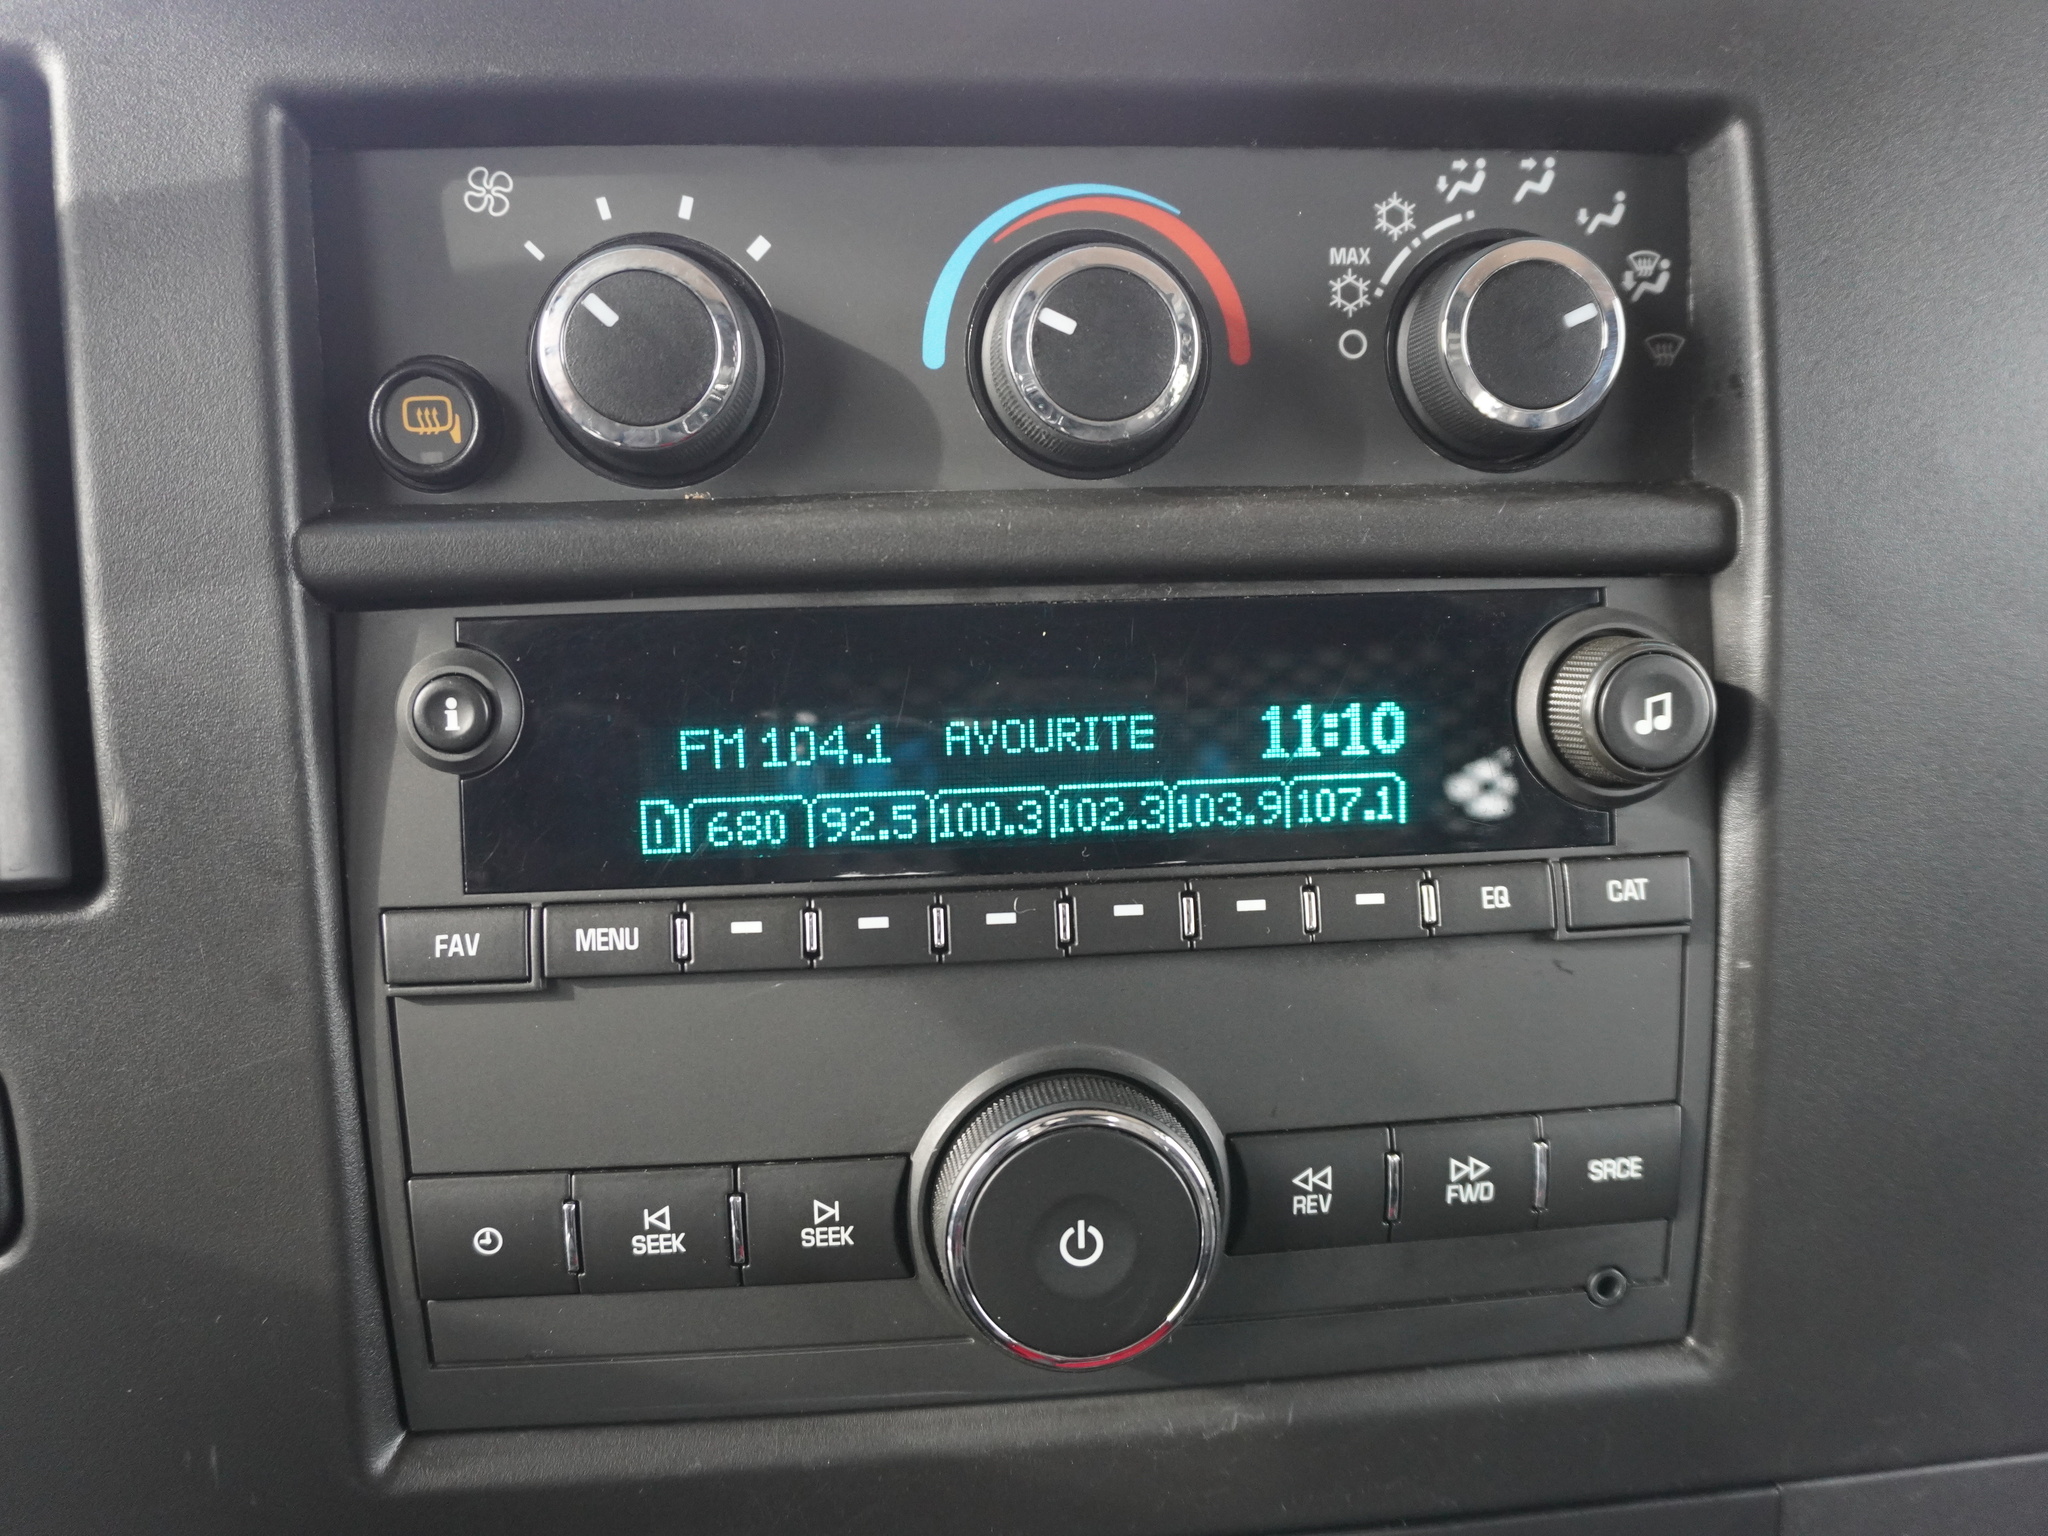 MAX
FM 104.1 AVOURITE 11:10
1 680 92.5 100.3 102.3 103.9 107.1
FAV MENU EQ CAT
SEEK SEEK REV FWD SRCE